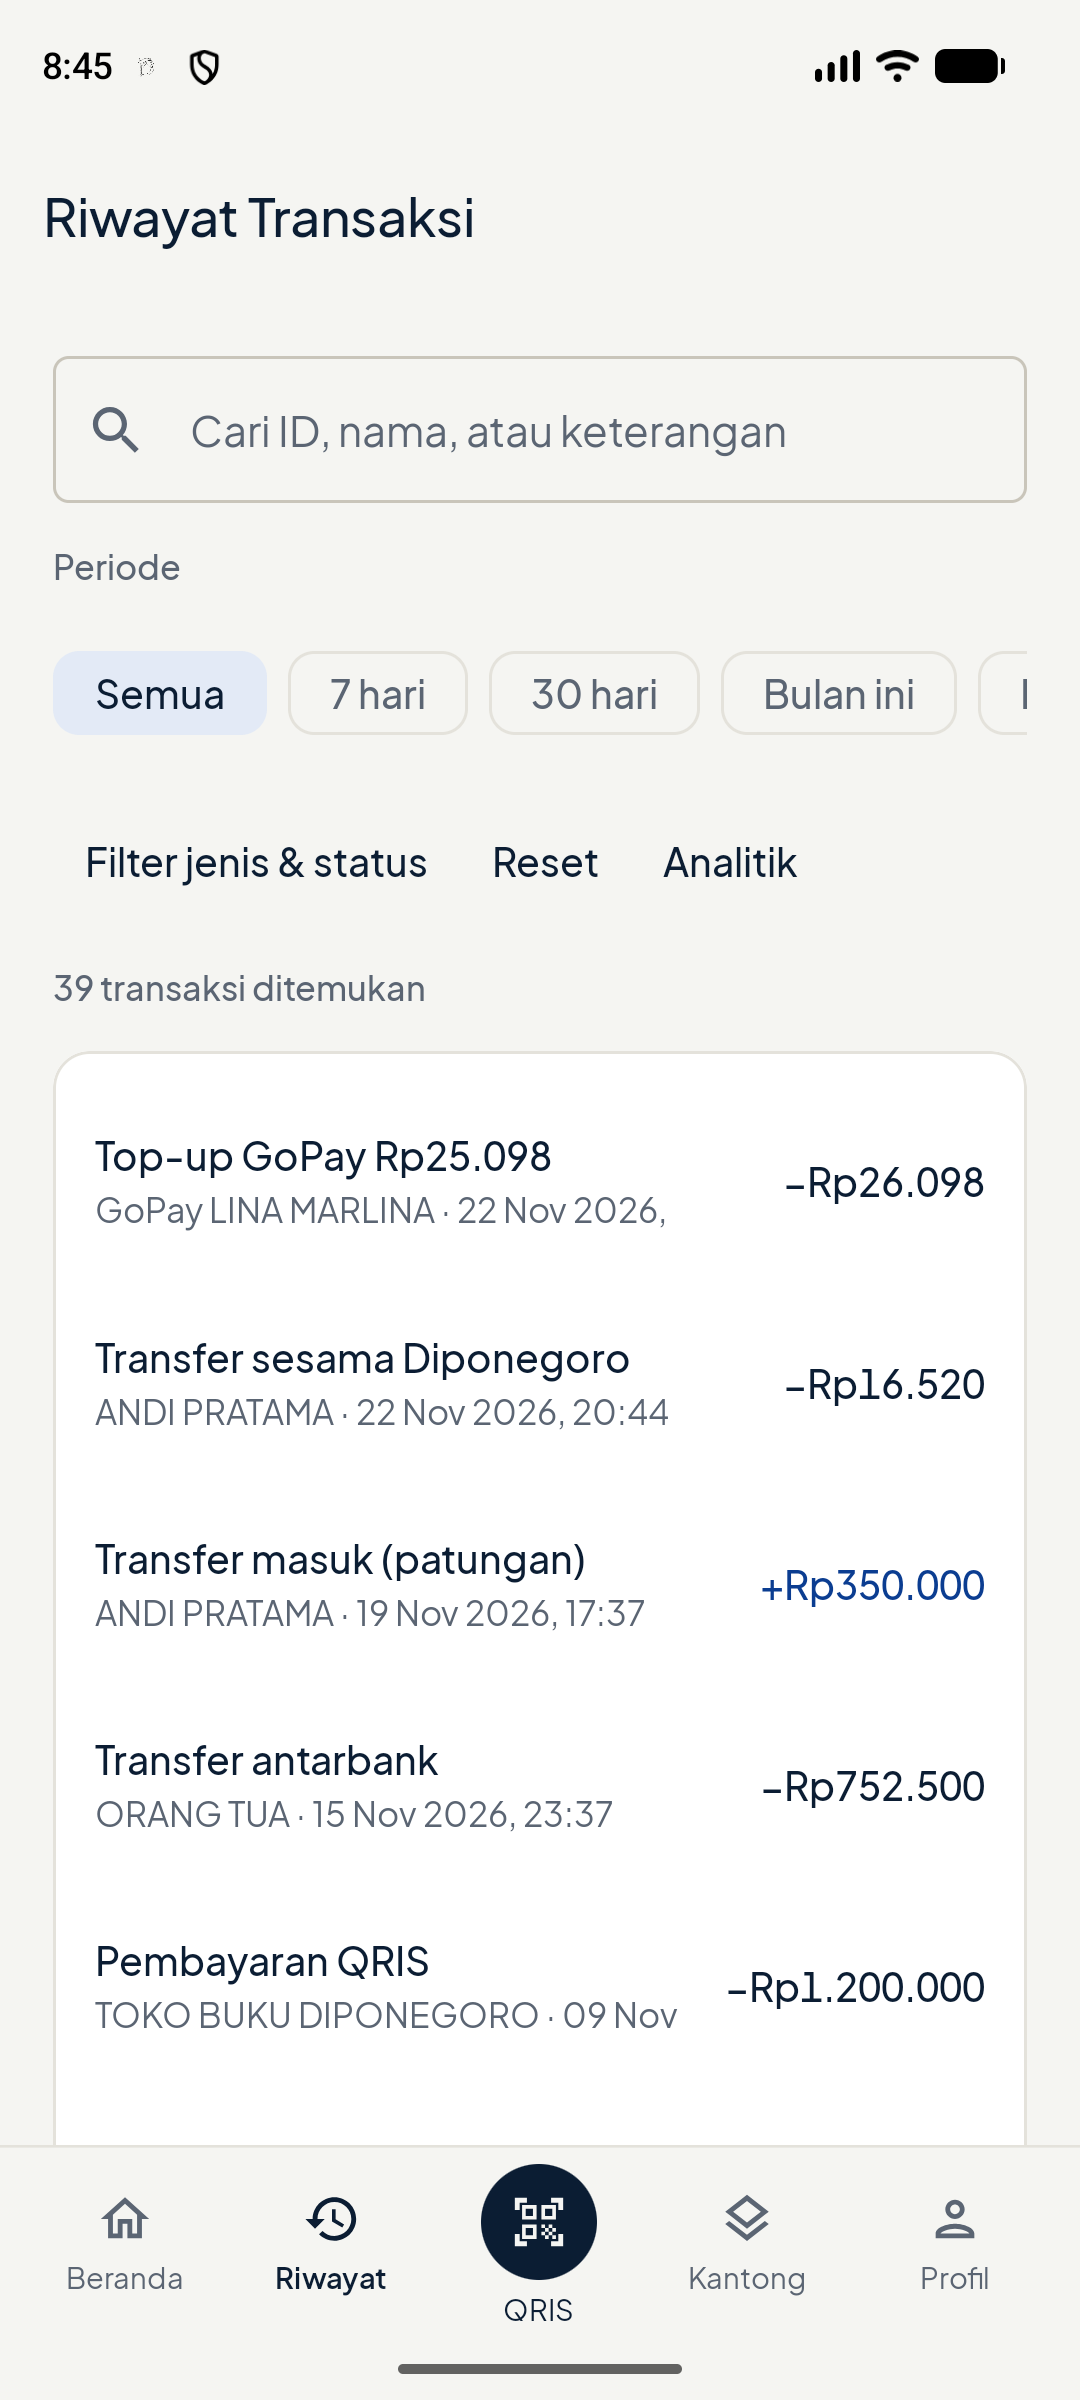 8:45
Riwayat Transaksi
Cari ID, nama, atau keterangan
Periode
Semua
7 hari
30 hari
Bulan ini
Filter jenis & status
Reset
Analitik
39 transaksi ditemukan
Top-up GoPay Rp25.098
GoPay LINA MARLINA · 22 Nov 2026,
-Rp26.098
Transfer sesama Diponegoro
ANDI PRATAMA · 22 Nov 2026, 20:44
-Rp16.520
Transfer masuk (patungan)
ANDI PRATAMA · 19 Nov 2026, 17:37
+Rp350.000
Transfer antarbank
ORANG TUA · 15 Nov 2026, 23:37
-Rp752.500
Pembayaran QRIS
TOKO BUKU DIPONEGORO · 09 Nov
-Rp1.200.000
Beranda
Riwayat
QRIS
Kantong
Profil